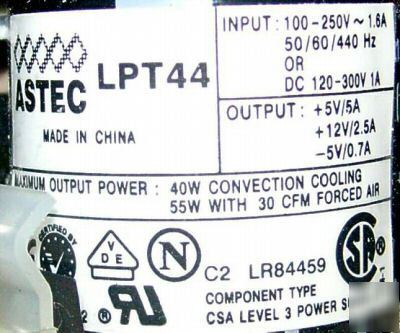 ASTEC LPT44
MADE IN CHINA
INPUT: 100-250V~1.6A
50/60/440 Hz
OR
DC 120-300V 1A
OUTPUT: +5V/5A
+12V/2.5A
-5V/0.7A
MAXIMUM OUTPUT POWER: 40W CONVECTION COOLING
55W WITH 30 CFM FORCED AIR
VDE
N
C2 LR84459
COMPONENT TYPE
CSA LEVEL 3 POWER